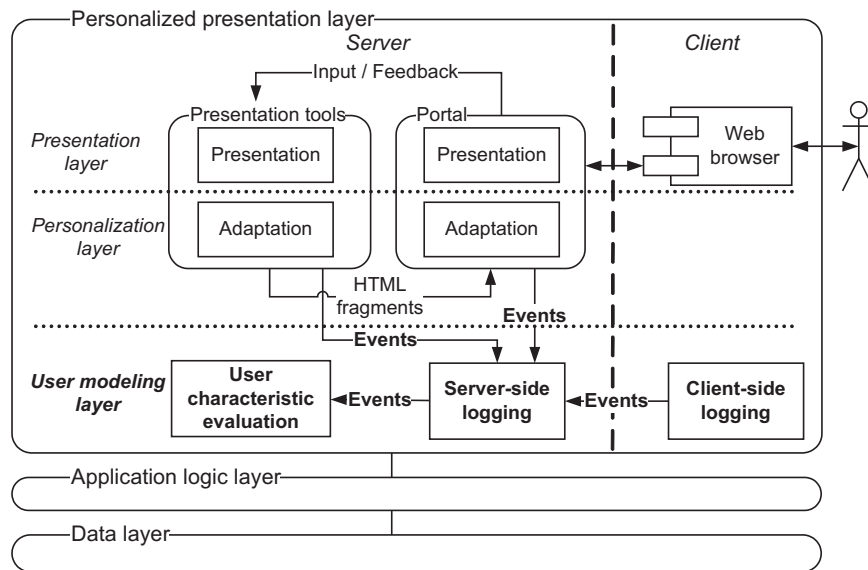 Personalized presentation layer
Server
Client
Input / Feedback
Presentation tools
Portal
Presentation
layer
Presentation
Presentation
Web
browser
Personalization
layer
Adaptation
Adaptation
HTML
fragments
Events
Events
User modeling
layer
User
characteristic
evaluation
Events
Server-side
logging
Events
Client-side
logging
Application logic layer
Data layer